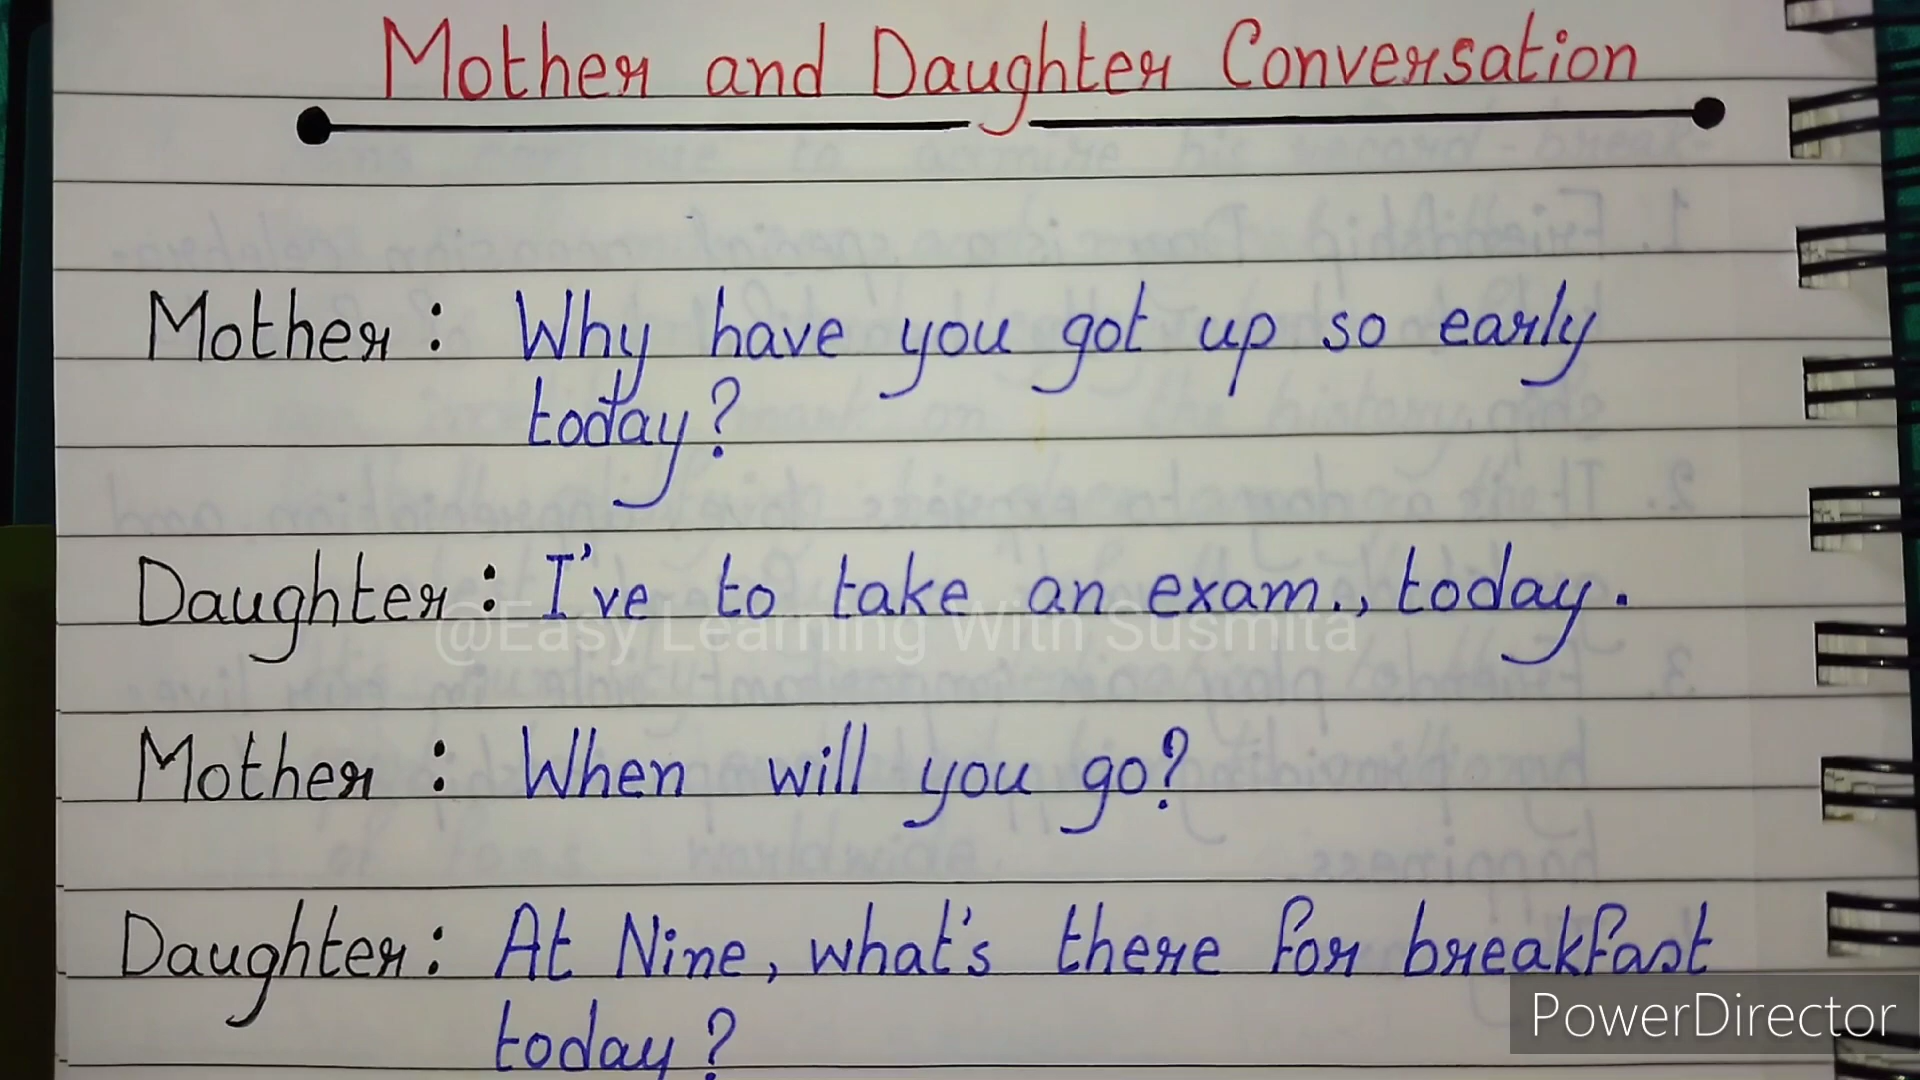 Mother and Daughter Conversation
Mother : Why have you got up so early
today?
Daughter : I've to take an exam., today.
@Easy Learning With Susmita
Mother : When will you go?
Daughter : At Nine, what's there for breakfast
today?
PowerDirector